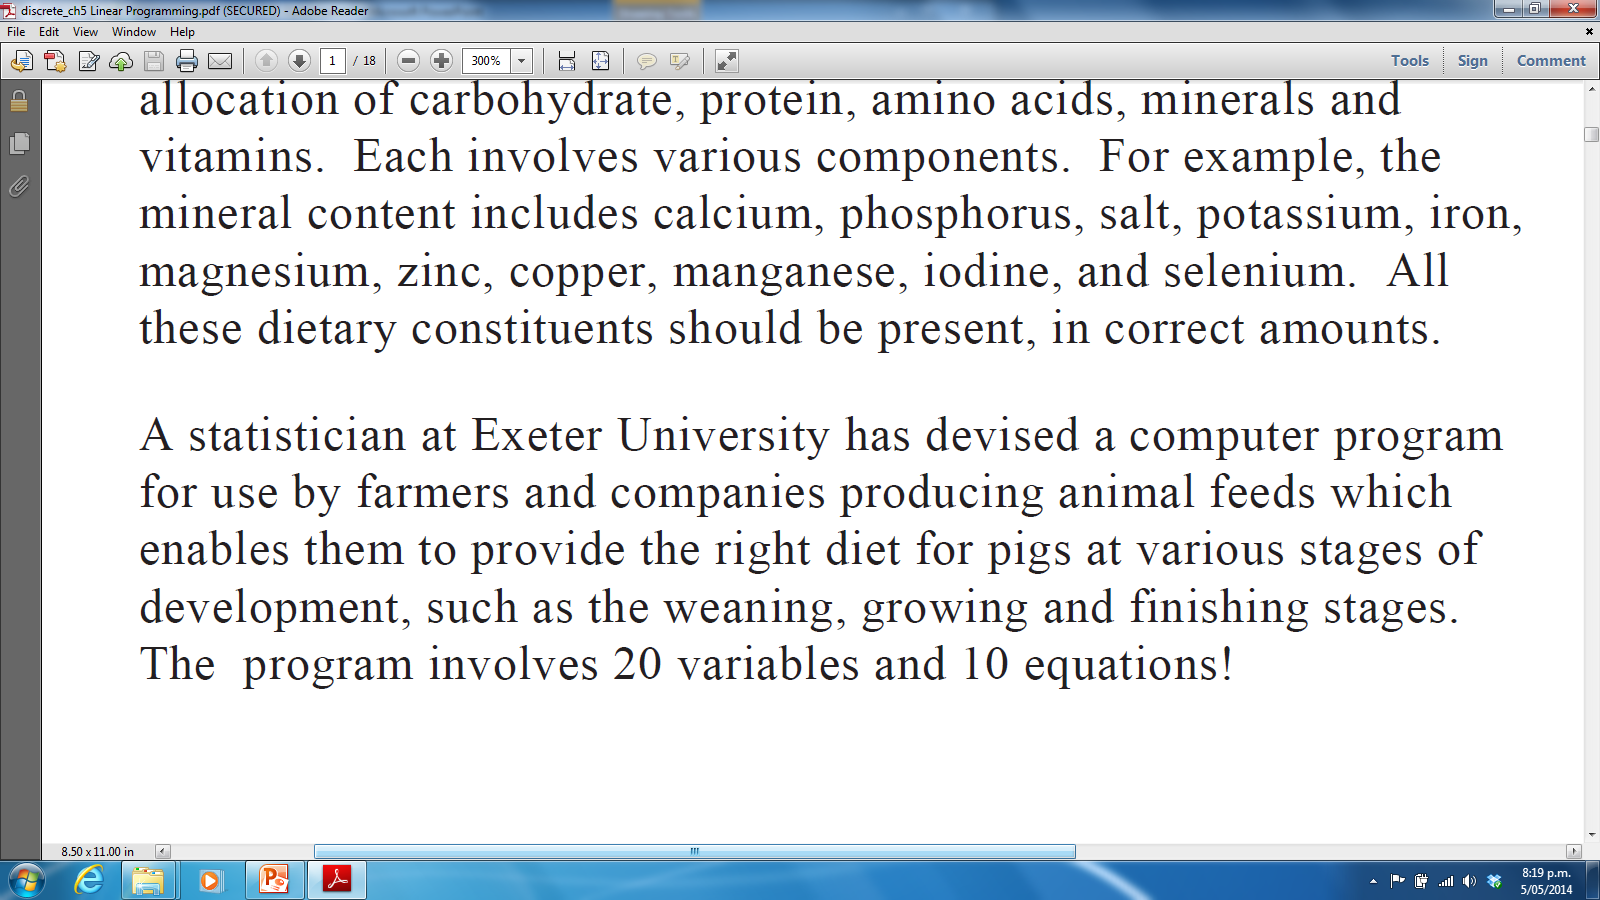 discrete_ch5 Linear Programming.pdf (SECURED) - Adobe Reader
File Edit View Window Help
1 / 18 300% Tools Sign Comment
allocation of carbohydrate, protein, amino acids, minerals and
vitamins. Each involves various components. For example, the
mineral content includes calcium, phosphorus, salt, potassium, iron,
magnesium, zinc, copper, manganese, iodine, and selenium. All
these dietary constituents should be present, in correct amounts.
A statistician at Exeter University has devised a computer program
for use by farmers and companies producing animal feeds which
enables them to provide the right diet for pigs at various stages of
development, such as the weaning, growing and finishing stages.
The program involves 20 variables and 10 equations!
8.50 x 11.00 in
8:19 p.m.
5/05/2014